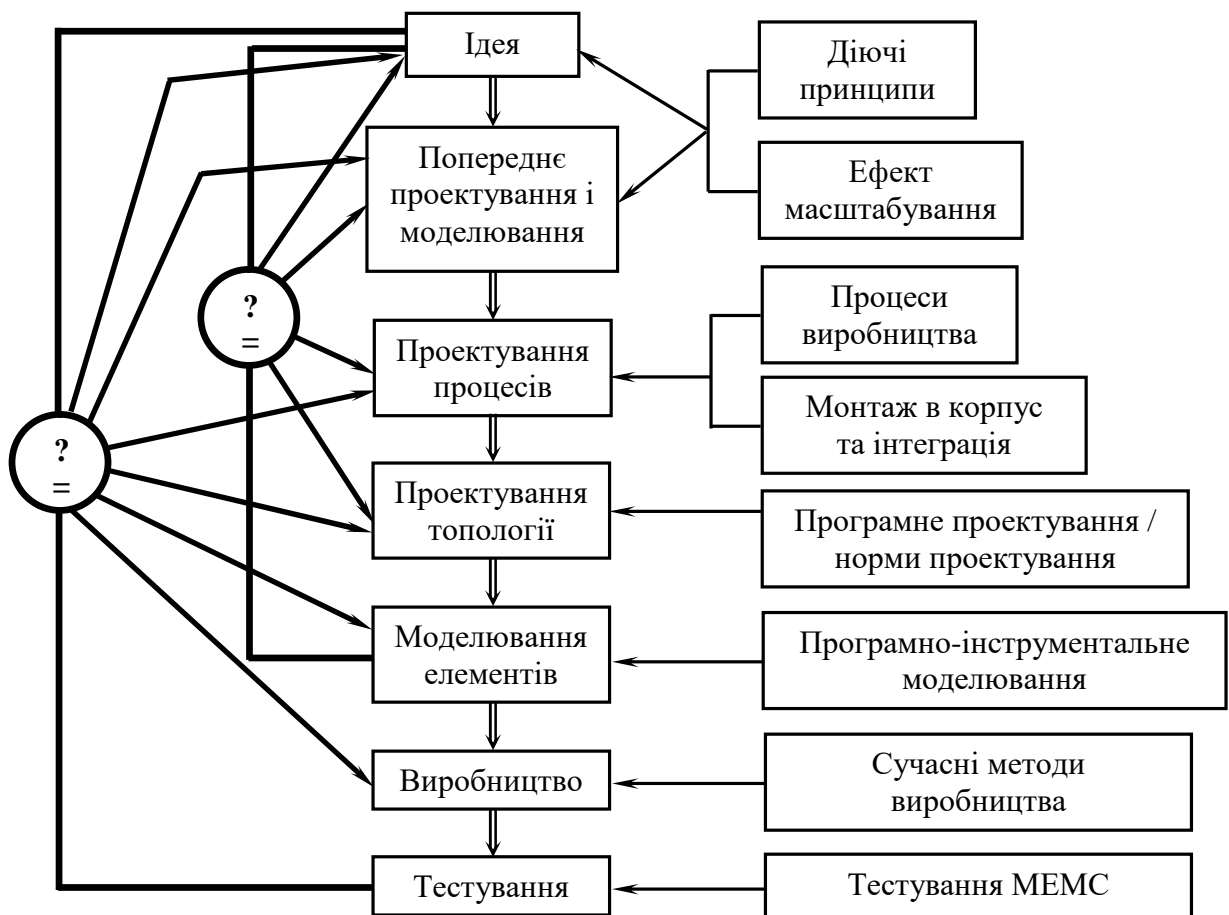 Ідея
Діючі
принципи
Попереднє
проектування і
моделювання
Ефект
масштабування
?
=
Проектування
процесів
Процеси
виробництва
Монтаж в корпус
та інтеграція
?
=
Проектування
топології
Програмне проектування /
норми проектування
Моделювання
елементів
Програмно-інструментальне
моделювання
Виробництво
Сучасні методи
виробництва
Тестування
Тестування МЕМС